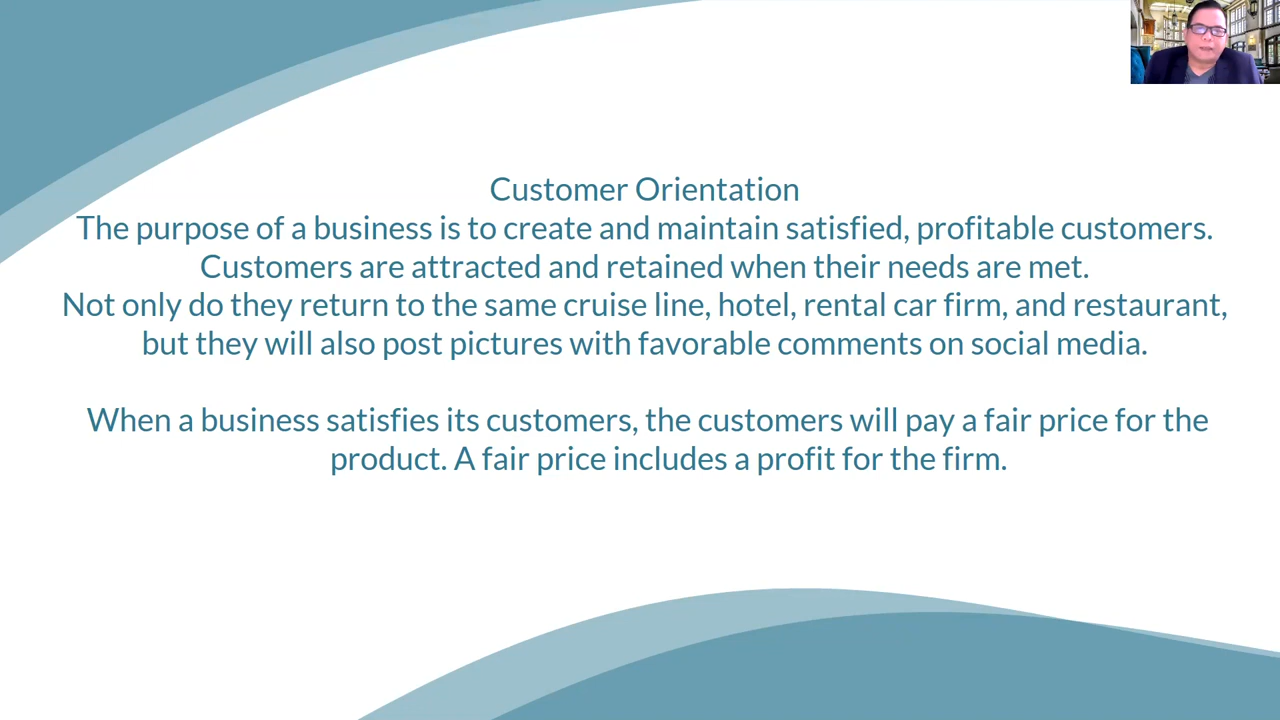 Customer Orientation
The purpose of a business is to create and maintain satisfied, profitable customers.
Customers are attracted and retained when their needs are met.
Not only do they return to the same cruise line, hotel, rental car firm, and restaurant,
but they will also post pictures with favorable comments on social media.
When a business satisfies its customers, the customers will pay a fair price for the
product. A fair price includes a profit for the firm.